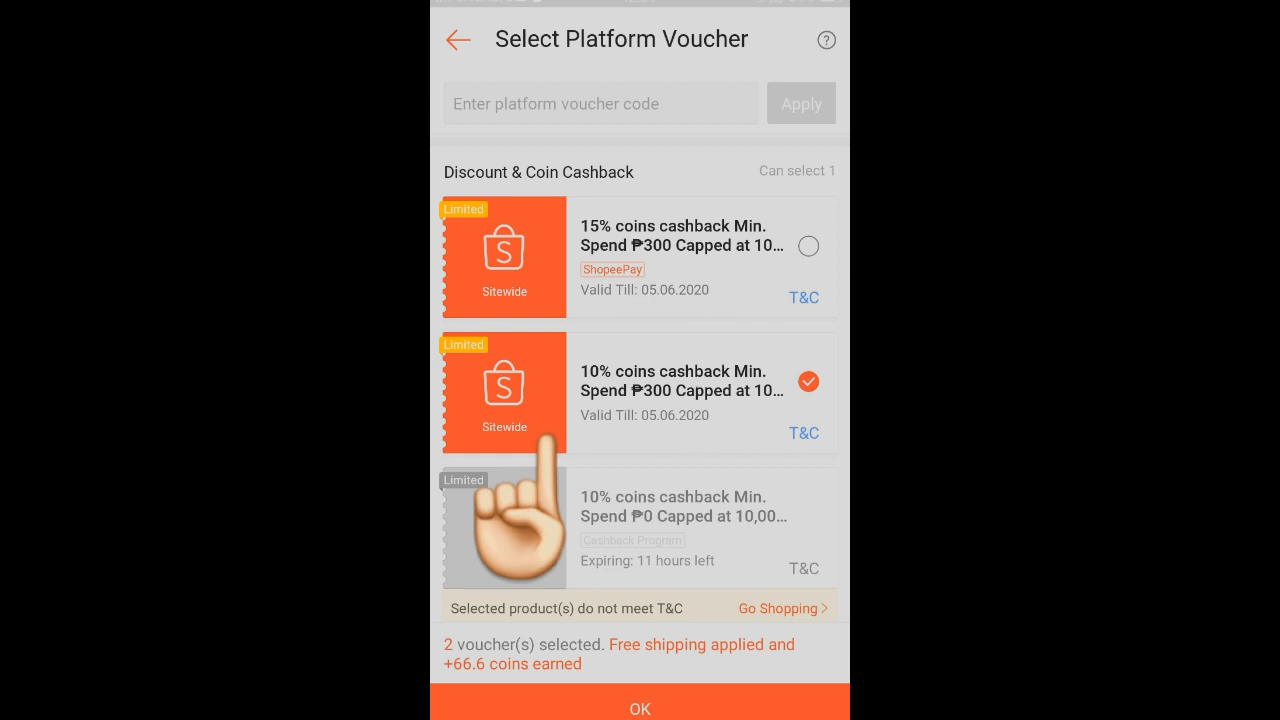 Select Platform Voucher
?
Enter platform voucher code
Apply
Discount & Coin Cashback
Can select 1
Limited
S
Sitewide
15% coins cashback Min.
Spend ₱300 Capped at 10...
ShopeePay
Valid Till: 05.06.2020
T&C
Limited
S
Sitewide
10% coins cashback Min.
Spend ₱300 Capped at 10...
Valid Till: 05.06.2020
T&C
Limited
10% coins cashback Min.
Spend ₱0 Capped at 10,00...
Cashback Program
Expiring: 11 hours left
T&C
Selected product(s) do not meet T&C
Go Shopping >
2 voucher(s) selected. Free shipping applied and
+66.6 coins earned
OK